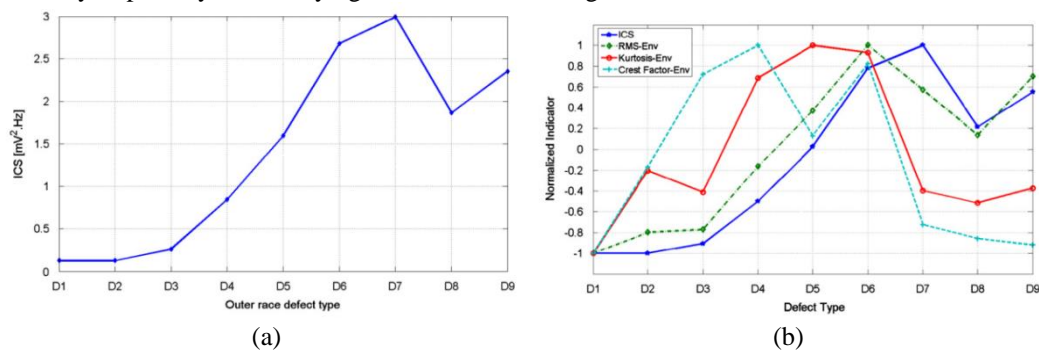 3
2.5
2
1.5
1
0.5
0
ICS [mV².Hz]
D1 D2 D3 D4 D5 D6 D7 D8 D9
Outer race defect type
(a)
ICS
RMS-Env
Kurtosis-Env
Crest Factor-Env
1
0.8
0.6
0.4
0.2
0
-0.2
-0.4
-0.6
-0.8
-1
Normalized Indicator
D1 D2 D3 D4 D5 D6 D7 D8 D9
Defect Type
(b)